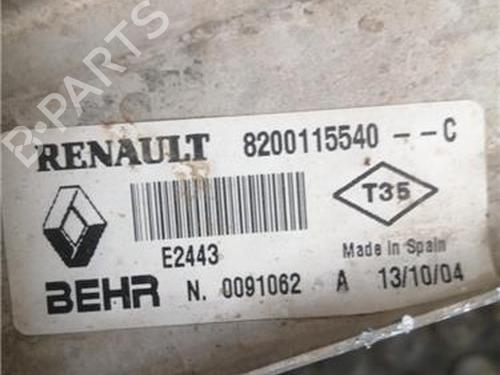 B-PARTS
RENAULT 8200115540 - - C
T35
E2443
Made in Spain
BEHR N. 0091062 A 13/10/04